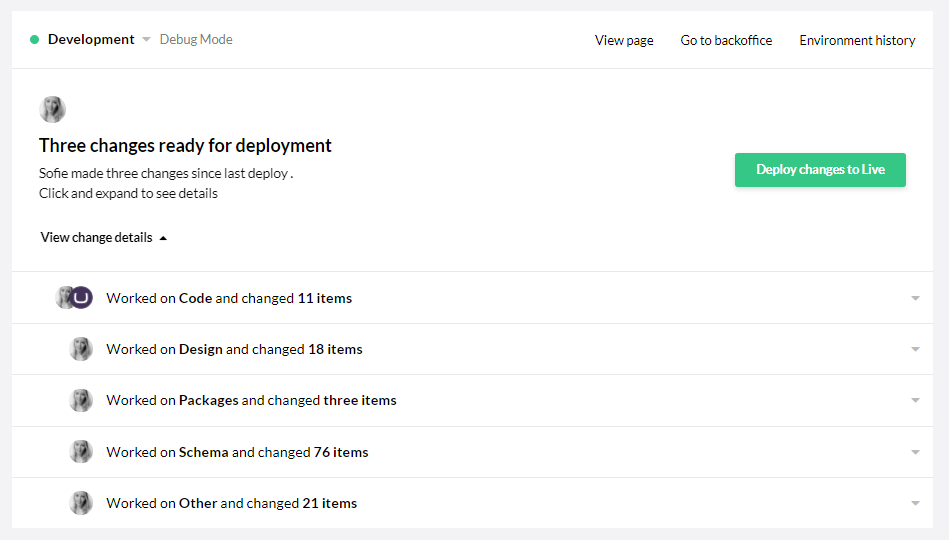 Development Debug Mode View page Go to backoffice Environment history
Three changes ready for deployment
Sofie made three changes since last deploy .
Click and expand to see details
Deploy changes to Live
View change details
Worked on Code and changed 11 items
Worked on Design and changed 18 items
Worked on Packages and changed three items
Worked on Schema and changed 76 items
Worked on Other and changed 21 items